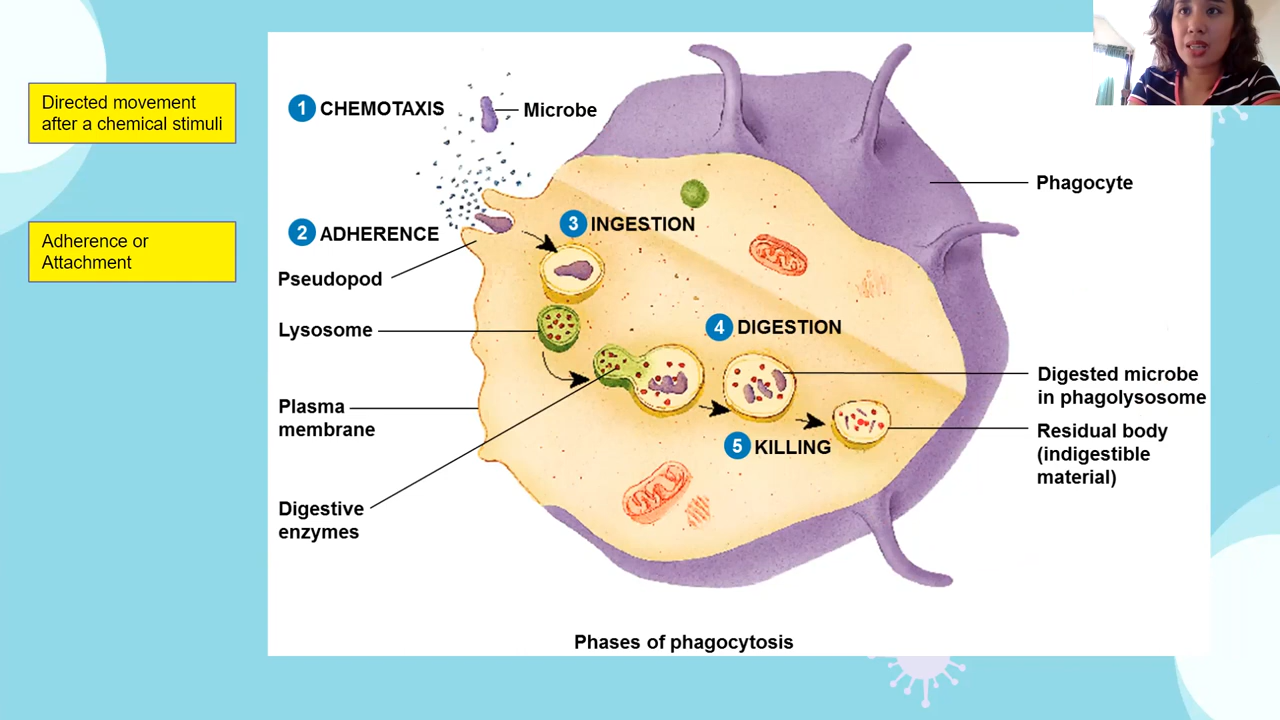 Directed movement
after a chemical stimuli
Adherence or
Attachment
1 CHEMOTAXIS
Microbe
Phagocyte
2 ADHERENCE
3 INGESTION
Pseudopod
Lysosome
4 DIGESTION
Digested microbe
in phagolysosome
Plasma
membrane
5 KILLING
Residual body
(indigestible
material)
Digestive
enzymes
Phases of phagocytosis